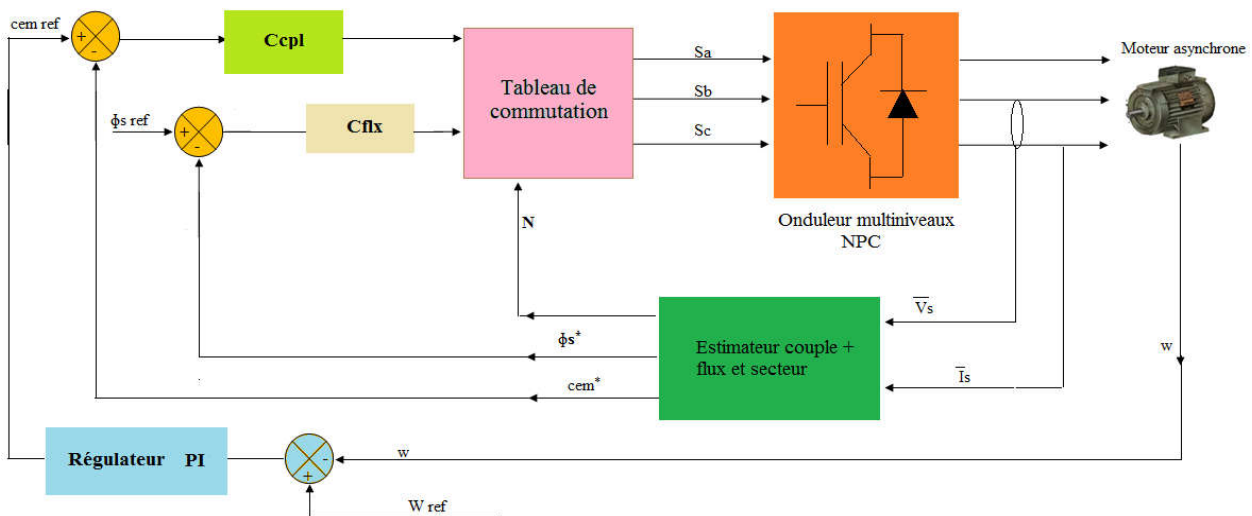 cem ref
+
-
Ccpl
ϕs ref
+
-
Cflx
Tableau de
commutation
Sa
Sb
Sc
Onduleur multiniveaux
NPC
Moteur asynchrone
N
V̅s
I̅s
w
Estimateur couple +
flux et secteur
ϕs*
cem*
Régulateur PI
-
+
w
W ref